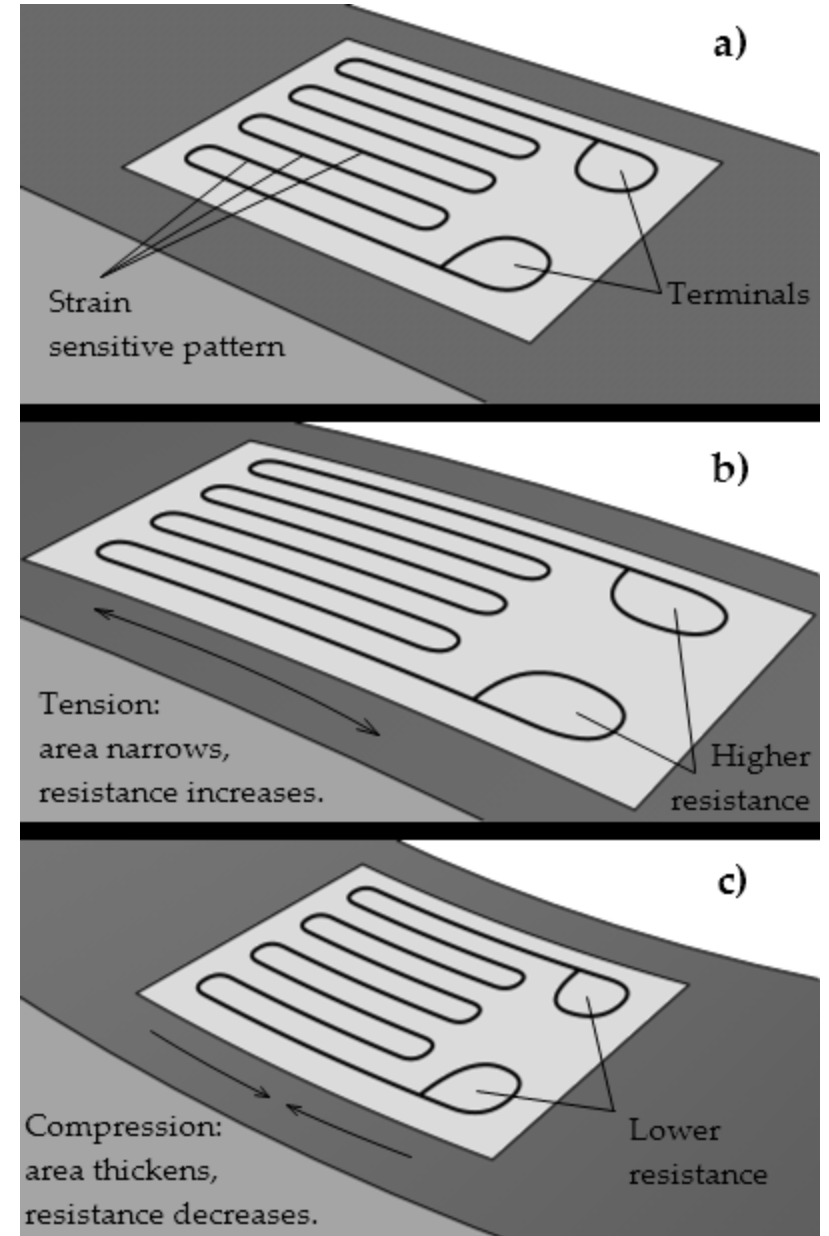 a)
Strain
sensitive pattern
Terminals
b)
Tension:
area narrows,
resistance increases.
Higher
resistance
c)
Compression:
area thickens,
resistance decreases.
Lower
resistance